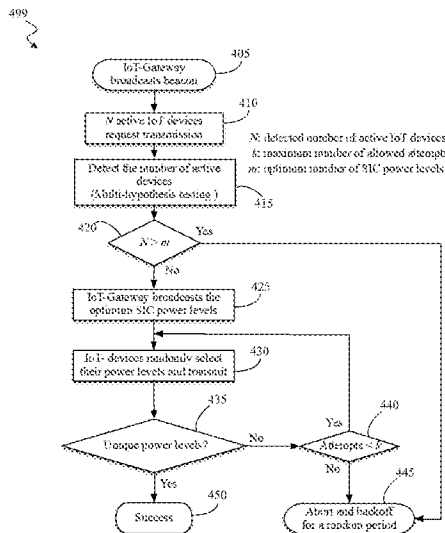 499
IoT-Gateway
broadcasts beacon
405
N active IoT devices
request transmission
410
N: detected number of active IoT devices
k: maximum number of allowed attempts
m: optimum number of SIC power levels
Detect the number of active
devices
(Multi-hypothesis testing )
415
420
N > m
Yes
No
IoT-Gateway broadcasts the
optimum SIC power levels
425
IoT- devices randomly select
their power levels and transmit
430
435
Unique power levels?
No
Yes
440
Attempts < k
Yes
No
445
Abort and backoff
for a random period
450
Success